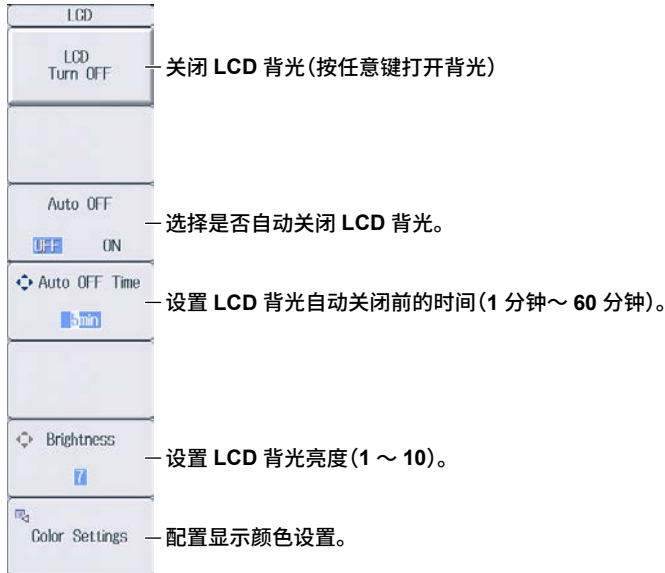 LCD
LCD
Turn OFF
关闭 LCD 背光(按任意键打开背光)
Auto OFF
OFF ON
选择是否自动关闭 LCD 背光。
Auto OFF Time
5min
设置 LCD 背光自动关闭前的时间(1 分钟～ 60 分钟)。
Brightness
7
设置 LCD 背光亮度(1 ～ 10)。
Color Settings
配置显示颜色设置。